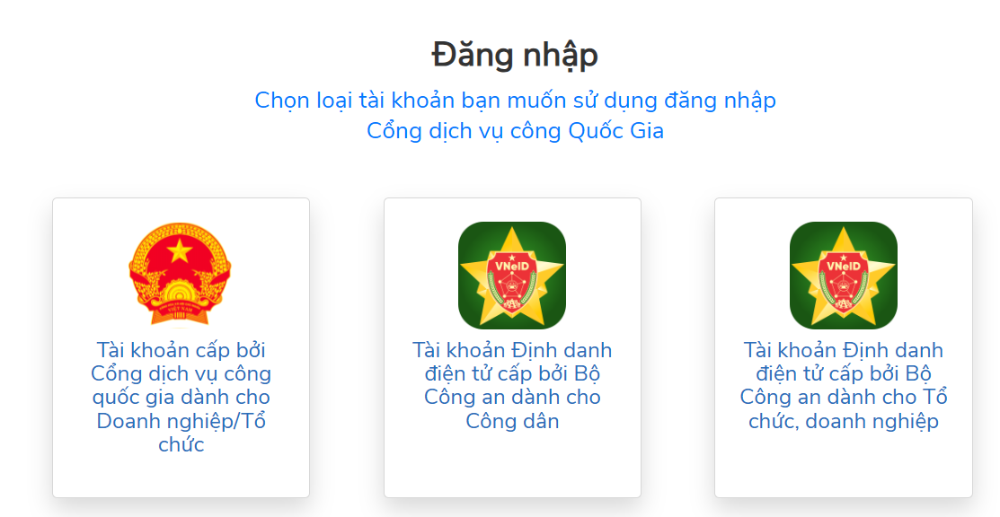 Đăng nhập
Chọn loại tài khoản bạn muốn sử dụng đăng nhập
Cổng dịch vụ công Quốc Gia
Tài khoản cấp bởi
Cổng dịch vụ công
quốc gia dành cho
Doanh nghiệp/Tổ
chức
VNeID
Tài khoản Định danh
điện tử cấp bởi Bộ
Công an dành cho
Công dân
VNeID
Tài khoản Định danh
điện tử cấp bởi Bộ
Công an dành cho Tổ
chức, doanh nghiệp